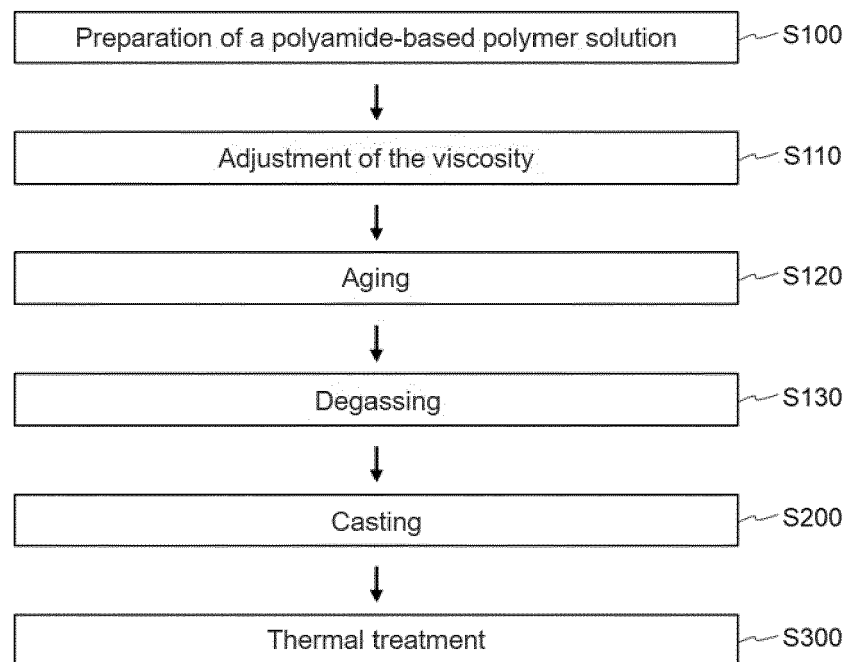 Preparation of a polyamide-based polymer solution S100
Adjustment of the viscosity S110
Aging S120
Degassing S130
Casting S200
Thermal treatment S300